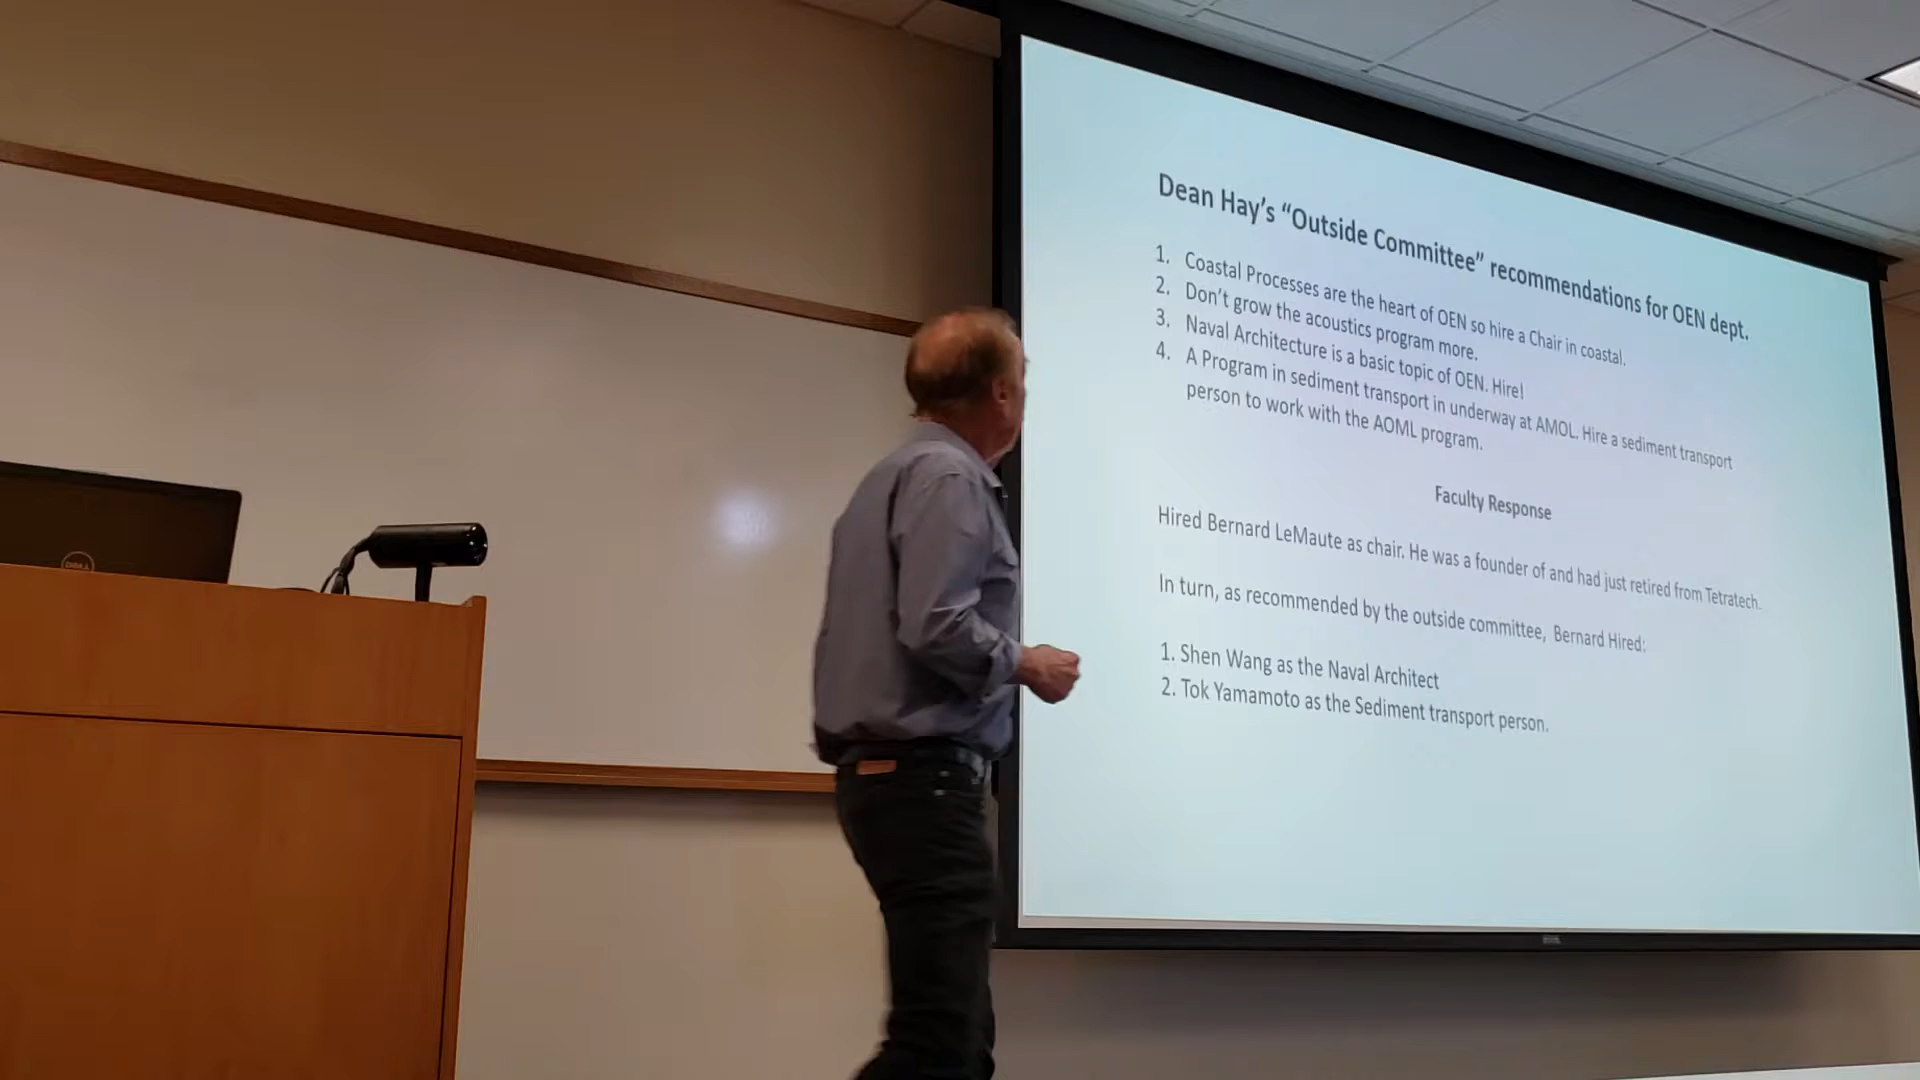 Dean Hay’s “Outside Committee” recommendations for OEN dept.
1. Coastal Processes are the heart of OEN so hire a Chair in coastal.
2. Don’t grow the acoustics program more.
3. Naval Architecture is a basic topic of OEN. Hire!
4. A Program in sediment transport in underway at AMOL. Hire a sediment transport
person to work with the AOML program.
Faculty Response
Hired Bernard LeMaute as chair. He was a founder of and had just retired from Tetratech.
In turn, as recommended by the outside committee, Bernard Hired:
1. Shen Wang as the Naval Architect
2. Tok Yamamoto as the Sediment transport person.
DELL